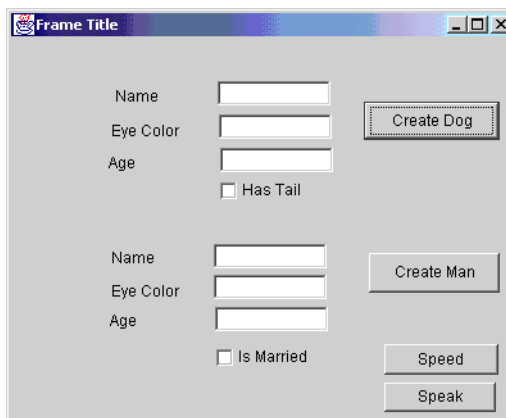 Frame Title
Name
Eye Color
Age
Create Dog
Has Tail
Name
Eye Color
Age
Create Man
Is Married
Speed
Speak